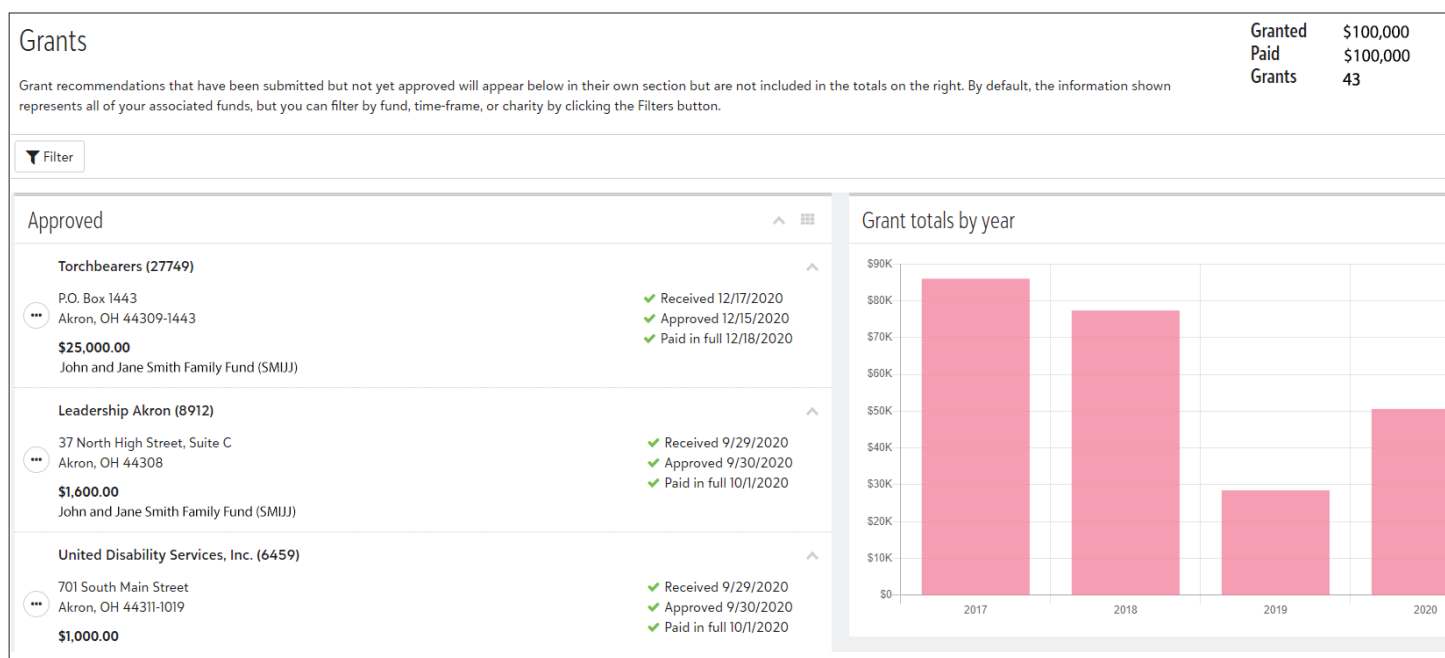 Grants
Granted $100,000
Paid $100,000
Grants 43
Grant recommendations that have been submitted but not yet approved will appear below in their own section but are not included in the totals on the right. By default, the information shown
represents all of your associated funds, but you can filter by fund, time-frame, or charity by clicking the Filters button.
Filter
Approved
Torchbearers (27749)
P.O. Box 1443
Akron, OH 44309-1443
$25,000.00
John and Jane Smith Family Fund (SMIJJ)
Received 12/17/2020
Approved 12/15/2020
Paid in full 12/18/2020
Leadership Akron (8912)
37 North High Street, Suite C
Akron, OH 44308
$1,600.00
John and Jane Smith Family Fund (SMIJJ)
Received 9/29/2020
Approved 9/30/2020
Paid in full 10/1/2020
United Disability Services, Inc. (6459)
701 South Main Street
Akron, OH 44311-1019
$1,000.00
Received 9/29/2020
Approved 9/30/2020
Paid in full 10/1/2020
Grant totals by year
$90K
$80K
$70K
$60K
$50K
$40K
$30K
$20K
$10K
$0
2017 2018 2019 2020